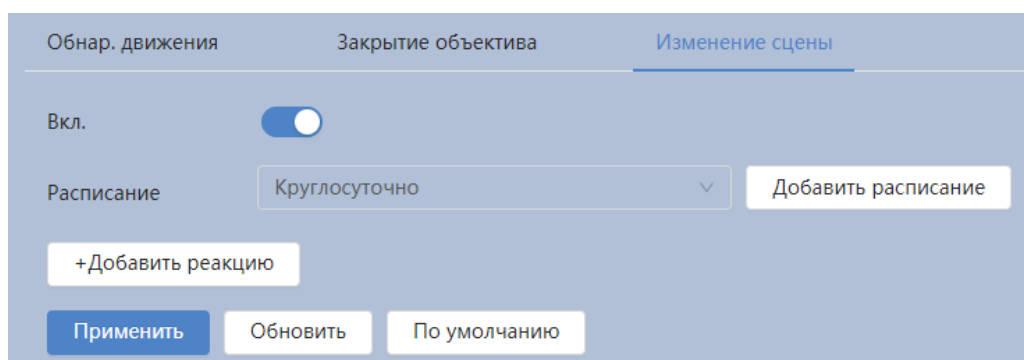 Обнар. движения Закрытие объектива Изменение сцены
Вкл.
Расписание Круглосуточно Добавить расписание
+Добавить реакцию
Применить Обновить По умолчанию